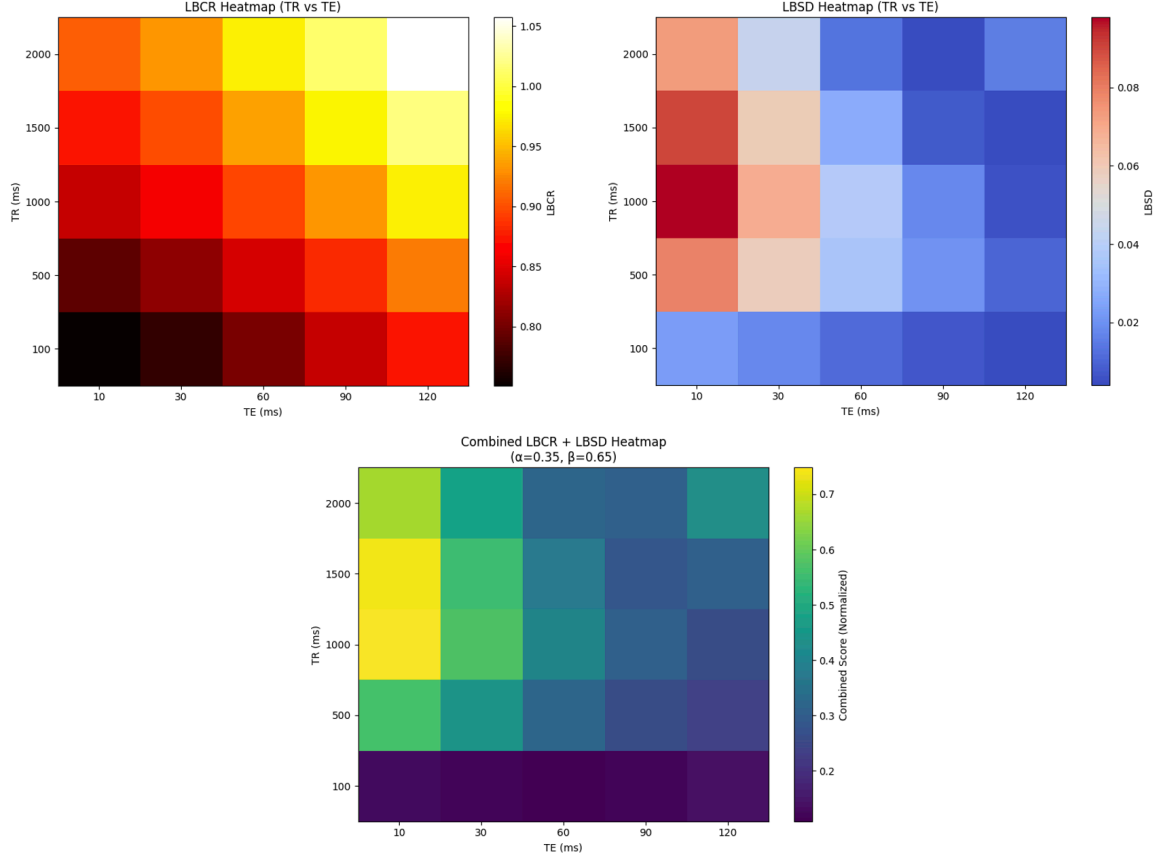 LBCR Heatmap (TR vs TE)
2000
1500
1000
500
100
TR (ms)
10 30 60 90 120
TE (ms)
1.05
1.00
0.95
0.90
0.85
0.80
LBCR
LBSD Heatmap (TR vs TE)
2000
1500
1000
500
100
TR (ms)
10 30 60 90 120
TE (ms)
0.08
0.06
0.04
0.02
LBSD
Combined LBCR + LBSD Heatmap
(α=0.35, β=0.65)
2000
1500
1000
500
100
TR (ms)
10 30 60 90 120
TE (ms)
0.7
0.6
0.5
0.4
0.3
0.2
Combined Score (Normalized)